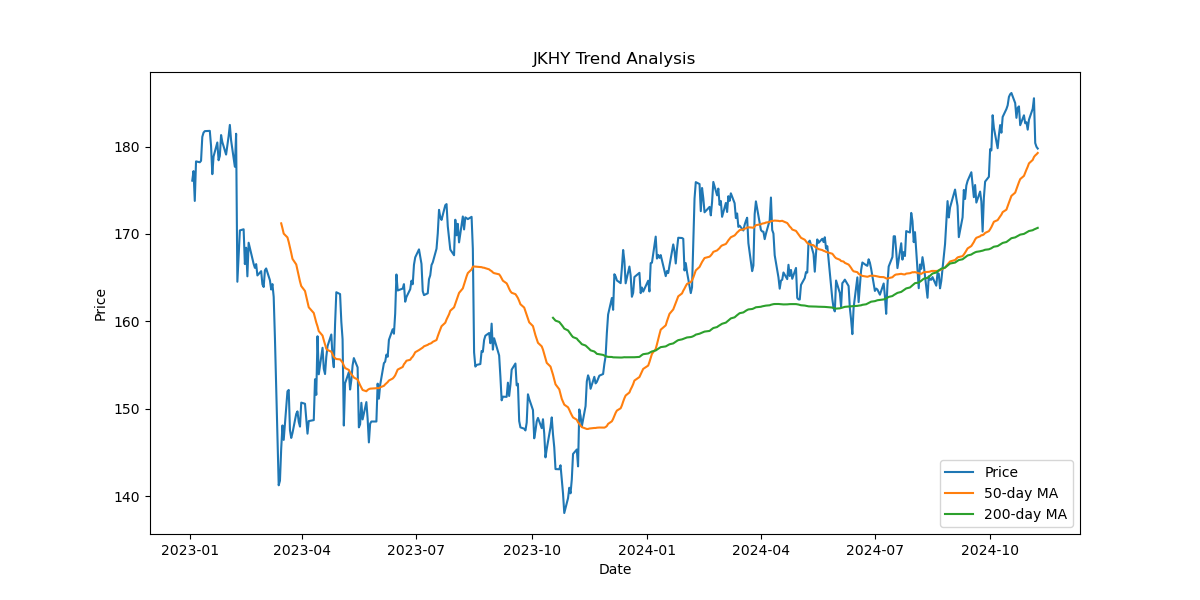 JKHY Trend Analysis
Price
180
170
160
150
140
2023-01
2023-04
2023-07
2023-10
2024-01
2024-04
2024-07
2024-10
Date
Price
50-day MA
200-day MA